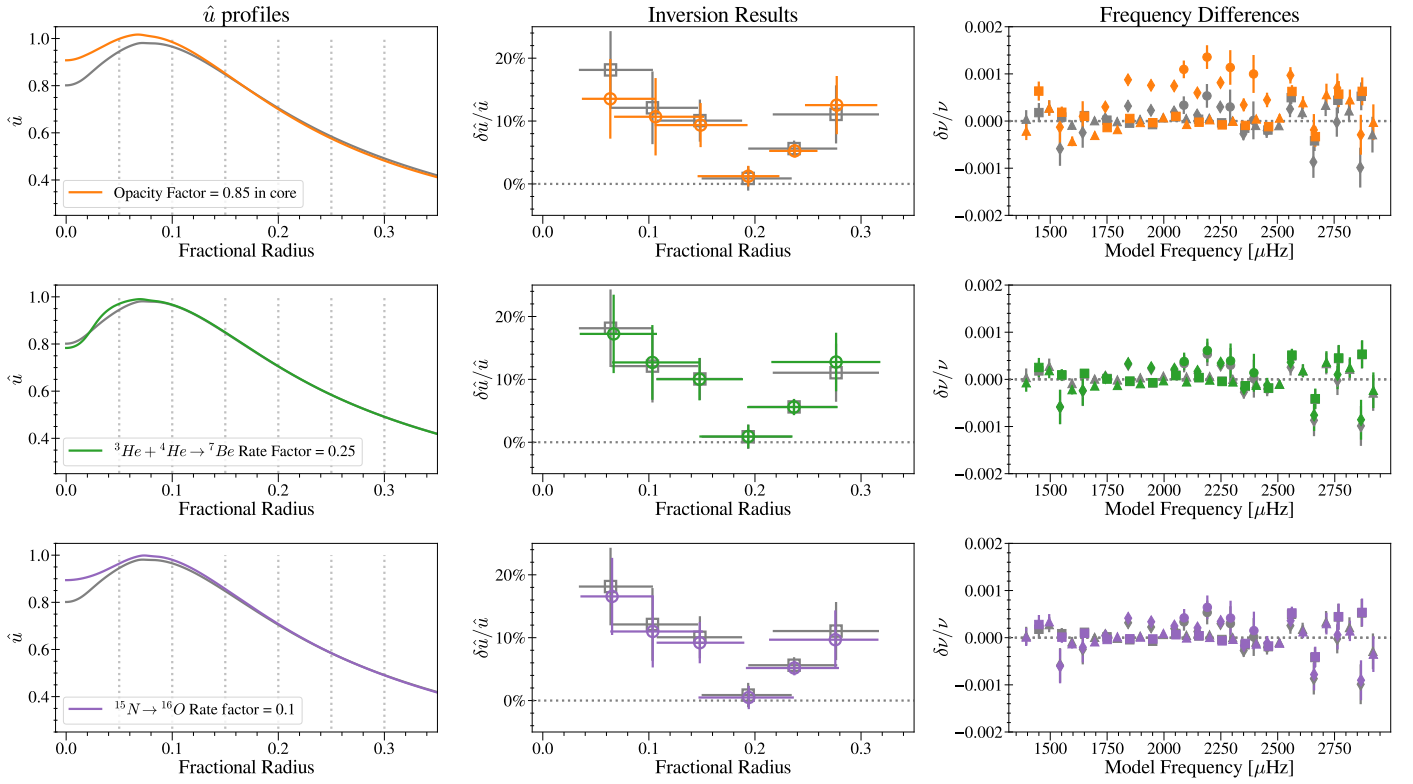 û profiles
Inversion Results
Frequency Differences
1.0
0.8
0.6
0.4
û
Opacity Factor = 0.85 in core
0.0 0.1 0.2 0.3
Fractional Radius
20%
10%
0%
δû/û
0.0 0.1 0.2 0.3
Fractional Radius
0.002
0.001
0.000
−0.001
−0.002
δν/ν
1500 1750 2000 2250 2500 2750
Model Frequency [μHz]
1.0
0.8
0.6
0.4
û
³He + ⁴He → ⁷Be Rate Factor = 0.25
0.0 0.1 0.2 0.3
Fractional Radius
20%
10%
0%
δû/û
0.0 0.1 0.2 0.3
Fractional Radius
0.002
0.001
0.000
−0.001
−0.002
δν/ν
1500 1750 2000 2250 2500 2750
Model Frequency [μHz]
1.0
0.8
0.6
0.4
û
¹⁵N → ¹⁶O Rate factor = 0.1
0.0 0.1 0.2 0.3
Fractional Radius
20%
10%
0%
δû/û
0.0 0.1 0.2 0.3
Fractional Radius
0.002
0.001
0.000
−0.001
−0.002
δν/ν
1500 1750 2000 2250 2500 2750
Model Frequency [μHz]